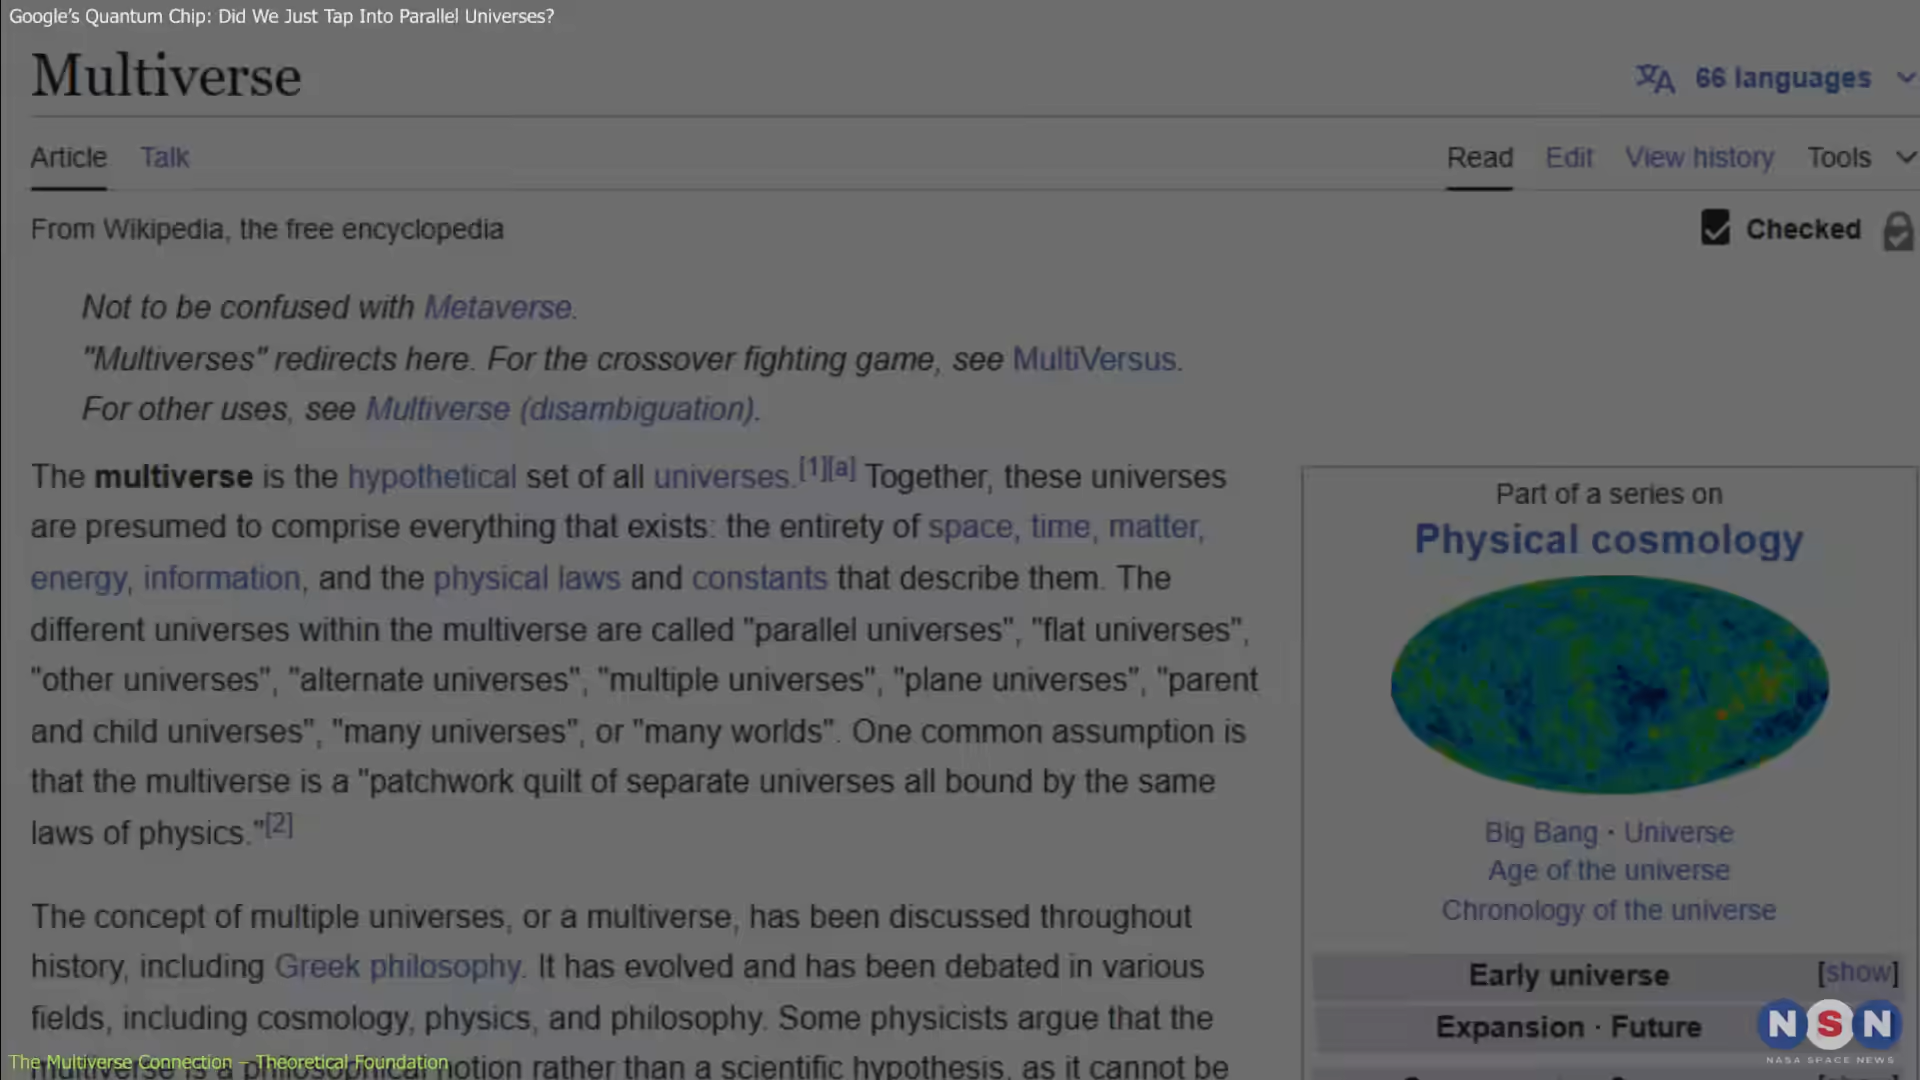 Google's Quantum Chip: Did We Just Tap Into Parallel Universes?
Multiverse
66 languages
Article Talk
Read Edit View history Tools
From Wikipedia, the free encyclopedia
Checked
Not to be confused with Metaverse.
"Multiverses" redirects here. For the crossover fighting game, see MultiVersus.
For other uses, see Multiverse (disambiguation).
The multiverse is the hypothetical set of all universes.[1][a] Together, these universes
are presumed to comprise everything that exists: the entirety of space, time, matter,
energy, information, and the physical laws and constants that describe them. The
different universes within the multiverse are called "parallel universes", "flat universes",
"other universes", "alternate universes", "multiple universes", "plane universes", "parent
and child universes", "many universes", or "many worlds". One common assumption is
that the multiverse is a "patchwork quilt of separate universes all bound by the same
laws of physics."[2]
The concept of multiple universes, or a multiverse, has been discussed throughout
history, including Greek philosophy. It has evolved and has been debated in various
fields, including cosmology, physics, and philosophy. Some physicists argue that the
multiverse is a philosophical notion rather than a scientific hypothesis, as it cannot be
Part of a series on
Physical cosmology
Big Bang · Universe
Age of the universe
Chronology of the universe
Early universe [show]
Expansion · Future
NSN
NASA SPACE NEWS
The Multiverse Connection – Theoretical Foundation